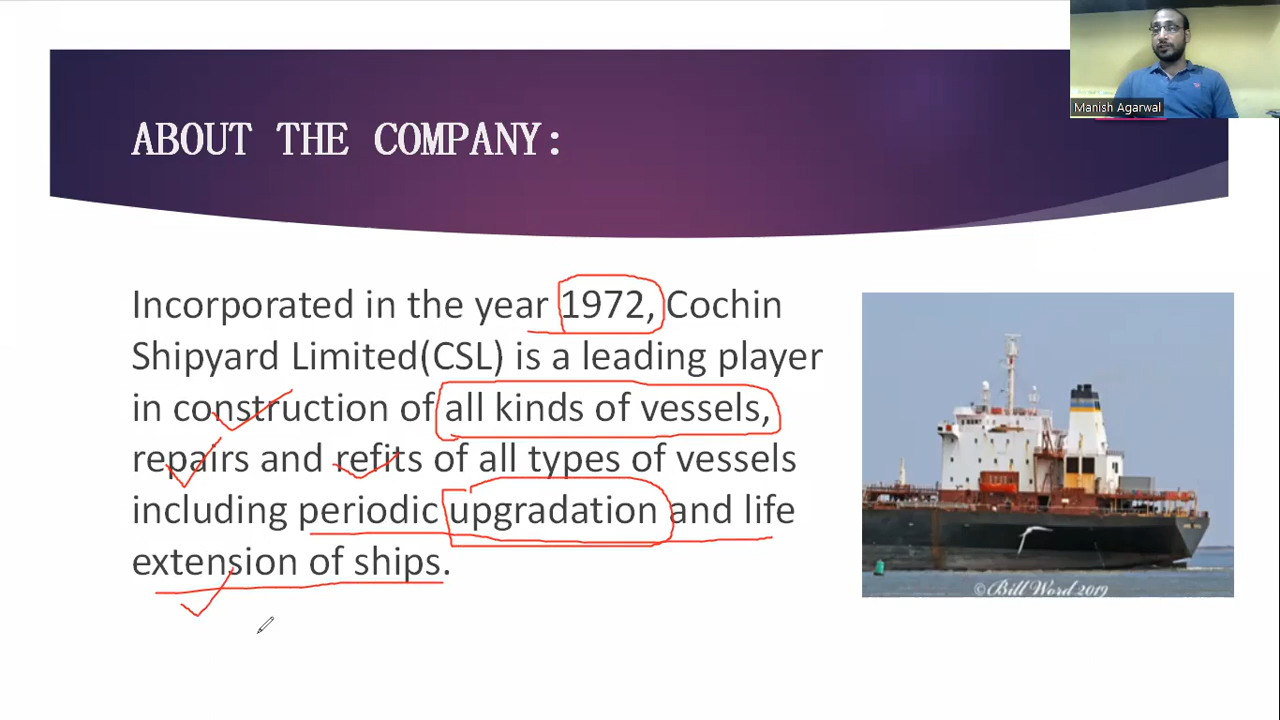 Manish Agarwal
ABOUT THE COMPANY:
Incorporated in the year 1972, Cochin
Shipyard Limited(CSL) is a leading player
in construction of all kinds of vessels,
repairs and refits of all types of vessels
including periodic upgradation and life
extension of ships.
©Bill Word 2019